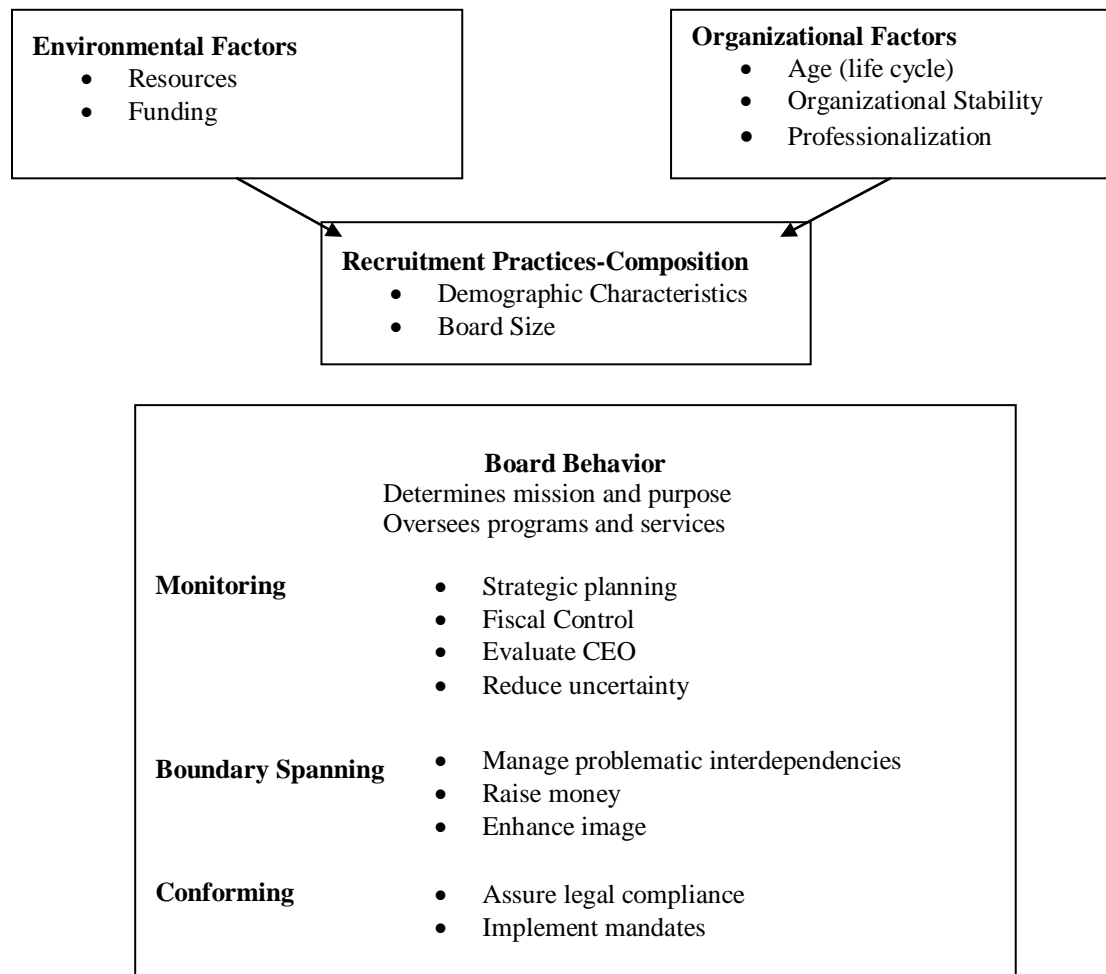 Environmental Factors
• Resources
• Funding
Organizational Factors
• Age (life cycle)
• Organizational Stability
• Professionalization
Recruitment Practices-Composition
• Demographic Characteristics
• Board Size
Board Behavior
Determines mission and purpose
Oversees programs and services
Monitoring
• Strategic planning
• Fiscal Control
• Evaluate CEO
• Reduce uncertainty
Boundary Spanning
• Manage problematic interdependencies
• Raise money
• Enhance image
Conforming
• Assure legal compliance
• Implement mandates